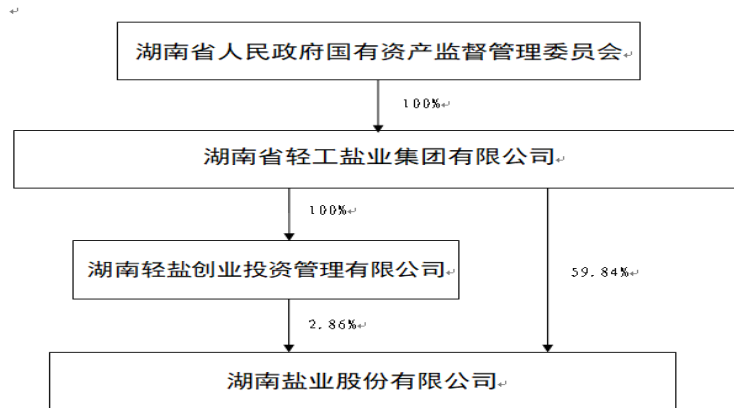 湖南省人民政府国有资产监督管理委员会
100%
湖南省轻工盐业集团有限公司
100%
湖南轻盐创业投资管理有限公司
59.84%
2.86%
湖南盐业股份有限公司